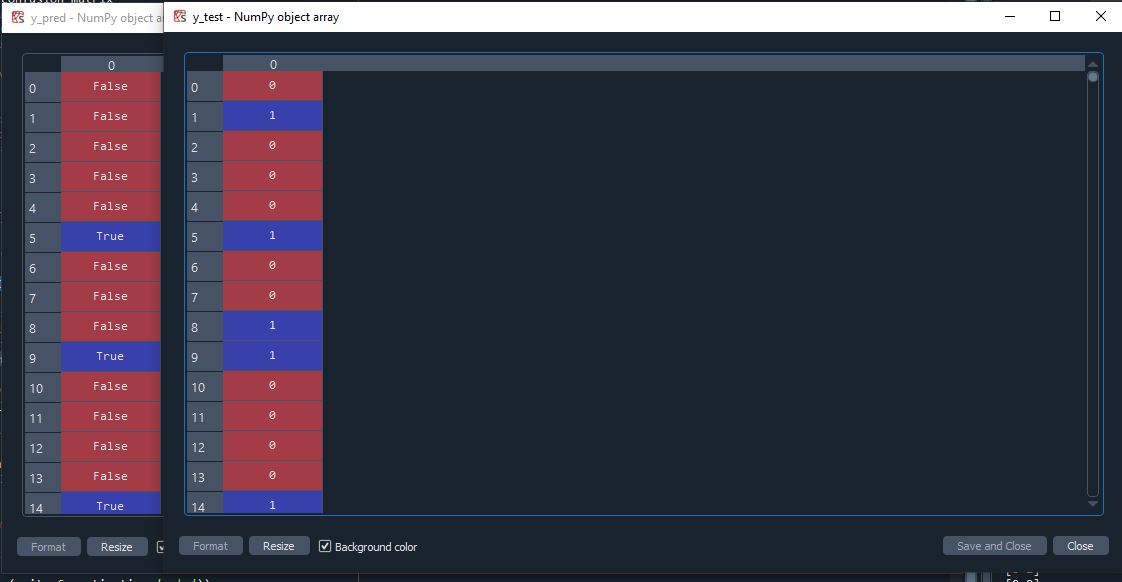 y_pred - NumPy object
y_test - NumPy object array
0
0
0 False
1 False
2 False
3 False
4 False
5 True
6 False
7 False
8 False
9 True
10 False
11 False
12 False
13 False
14 True
0 0
1 1
2 0
3 0
4 0
5 1
6 0
7 0
8 1
9 1
10 0
11 0
12 0
13 0
14 1
Format Resize
Format Resize Background color Save and Close Close